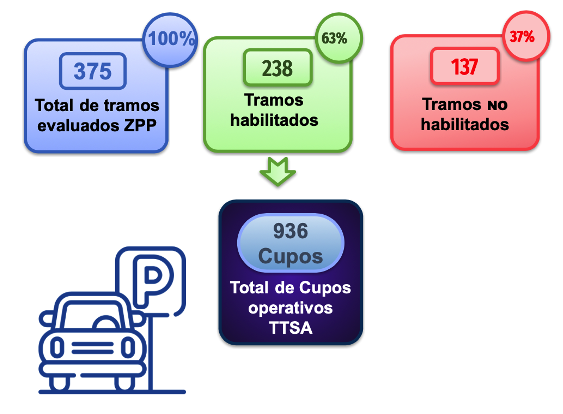 100%
375
Total de tramos
evaluados ZPP
63%
238
Tramos
habilitados
37%
137
Tramos NO
habilitados
936
Cupos
Total de Cupos
operativos
TTSA
P